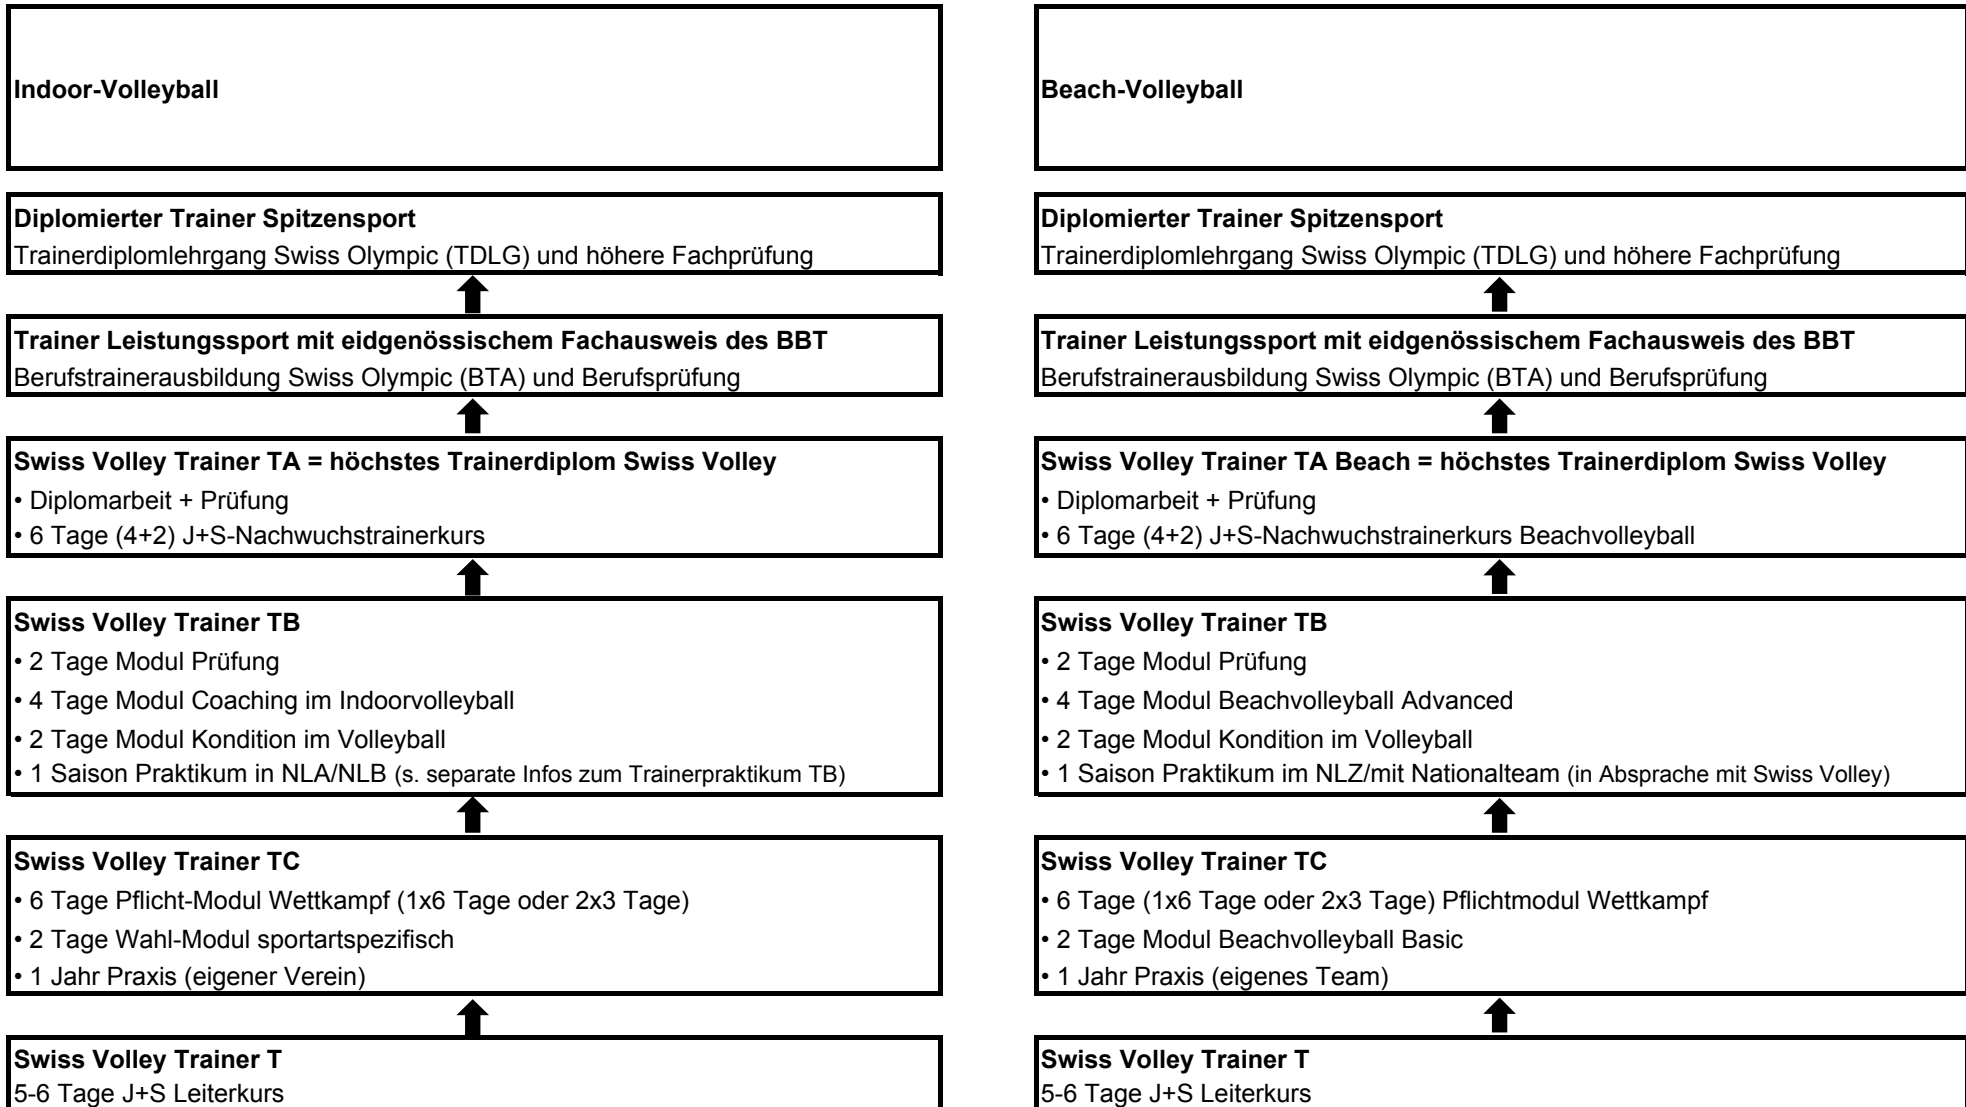 Indoor-Volleyball
Diplomierter Trainer Spitzensport
Trainerdiplomlehrgang Swiss Olympic (TDLG) und höhere Fachprüfung
Trainer Leistungssport mit eidgenössischem Fachausweis des BBT
Berufstrainerausbildung Swiss Olympic (BTA) und Berufsprüfung
Swiss Volley Trainer TA = höchstes Trainerdiplom Swiss Volley
• Diplomarbeit + Prüfung
• 6 Tage (4+2) J+S-Nachwuchstrainerkurs
Swiss Volley Trainer TB
• 2 Tage Modul Prüfung
• 4 Tage Modul Coaching im Indoorvolleyball
• 2 Tage Modul Kondition im Volleyball
• 1 Saison Praktikum in NLA/NLB (s. separate Infos zum Trainerpraktikum TB)
Swiss Volley Trainer TC
• 6 Tage Pflicht-Modul Wettkampf (1x6 Tage oder 2x3 Tage)
• 2 Tage Wahl-Modul sportartspezifisch
• 1 Jahr Praxis (eigener Verein)
Swiss Volley Trainer T
5-6 Tage J+S Leiterkurs
Beach-Volleyball
Diplomierter Trainer Spitzensport
Trainerdiplomlehrgang Swiss Olympic (TDLG) und höhere Fachprüfung
Trainer Leistungssport mit eidgenössischem Fachausweis des BBT
Berufstrainerausbildung Swiss Olympic (BTA) und Berufsprüfung
Swiss Volley Trainer TA Beach = höchstes Trainerdiplom Swiss Volley
• Diplomarbeit + Prüfung
• 6 Tage (4+2) J+S-Nachwuchstrainerkurs Beachvolleyball
Swiss Volley Trainer TB
• 2 Tage Modul Prüfung
• 4 Tage Modul Beachvolleyball Advanced
• 2 Tage Modul Kondition im Volleyball
• 1 Saison Praktikum im NLZ/mit Nationalteam (in Absprache mit Swiss Volley)
Swiss Volley Trainer TC
• 6 Tage (1x6 Tage oder 2x3 Tage) Pflichtmodul Wettkampf
• 2 Tage Modul Beachvolleyball Basic
• 1 Jahr Praxis (eigenes Team)
Swiss Volley Trainer T
5-6 Tage J+S Leiterkurs